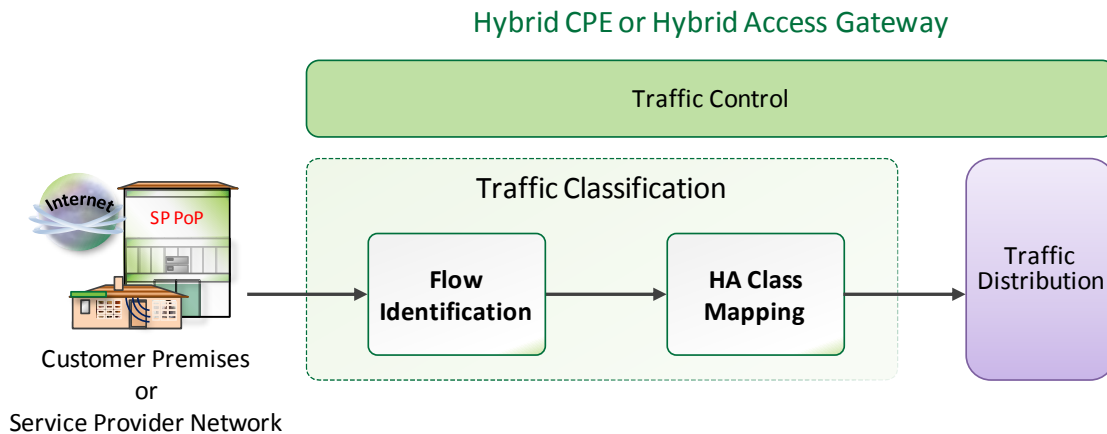 Hybrid CPE or Hybrid Access Gateway
Traffic Control
Traffic Classification
Internet
SP PoP
Flow
Identification
HA Class
Mapping
Traffic
Distribution
Customer Premises
or
Service Provider Network